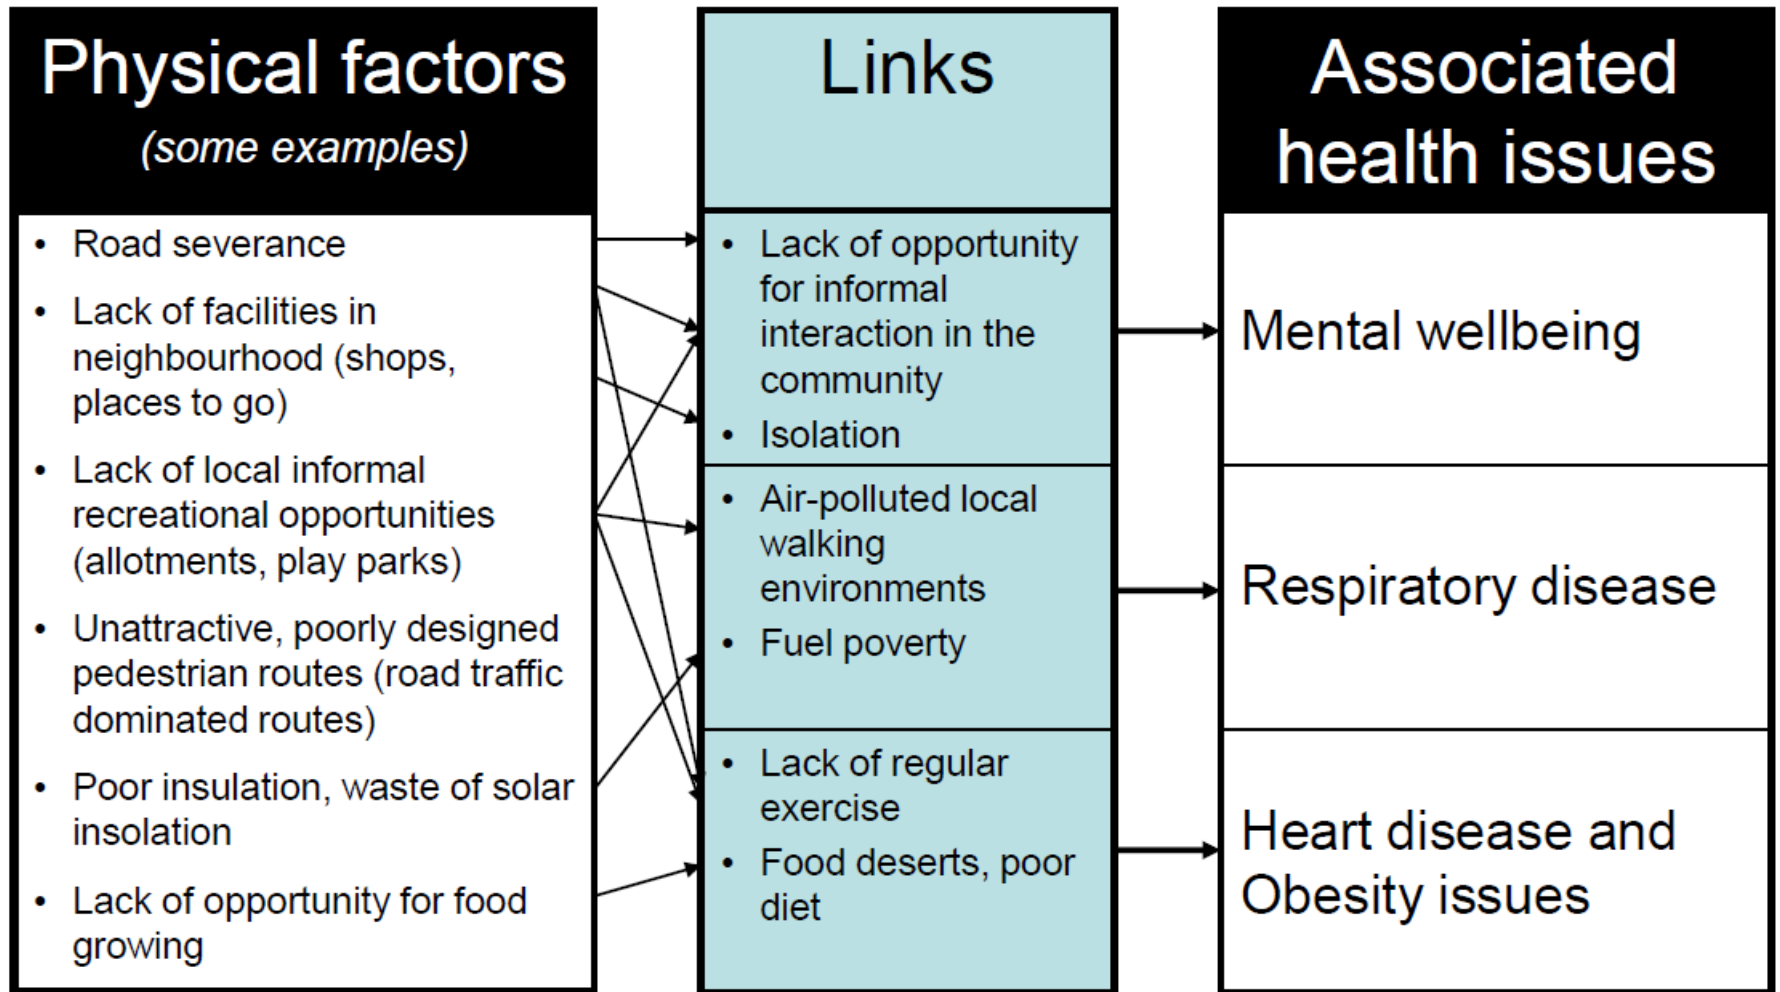 Physical factors
(some examples)
• Road severance
• Lack of facilities in
neighbourhood (shops,
places to go)
• Lack of local informal
recreational opportunities
(allotments, play parks)
• Unattractive, poorly designed
pedestrian routes (road traffic
dominated routes)
• Poor insulation, waste of solar
insolation
• Lack of opportunity for food
growing
Links
• Lack of opportunity
for informal
interaction in the
community
• Isolation
• Air-polluted local
walking
environments
• Fuel poverty
• Lack of regular
exercise
• Food deserts, poor
diet
Associated
health issues
Mental wellbeing
Respiratory disease
Heart disease and
Obesity issues